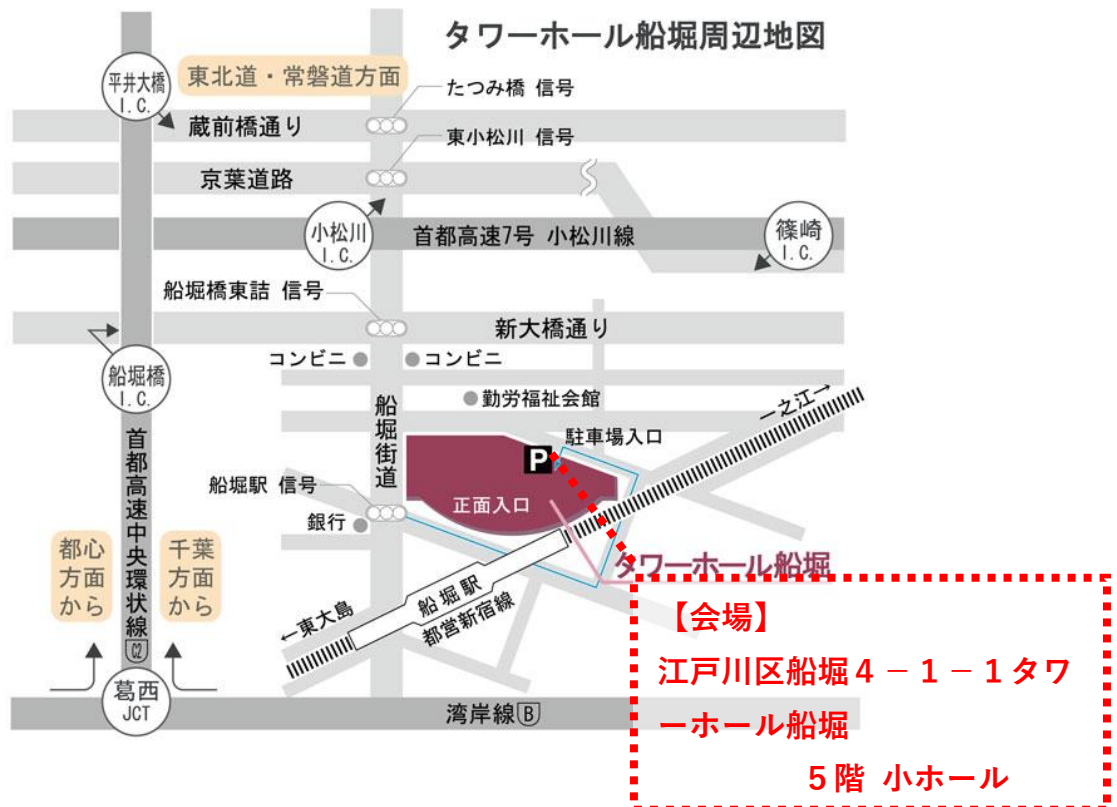 タワーホール船堀周辺地図
平井大橋
I.C.
東北道・常磐道方面
たつみ橋 信号
蔵前橋通り
東小松川 信号
京葉道路
小松川
I.C.
首都高速7号 小松川線
篠崎
I.C.
船堀橋東詰 信号
新大橋通り
コンビニ
コンビニ
船堀橋
I.C.
勤労福祉会館
一之江→
船堀街道
駐車場入口
P
首都高速中央環状線
C2
船堀駅 信号
正面入口
銀行
都心
方面
から
千葉
方面
から
タワーホール船堀
船堀駅
都営新宿線
←東大島
葛西
JCT
湾岸線B
【会場】
江戸川区船堀4-1-1タワ
ーホール船堀
5階 小ホール